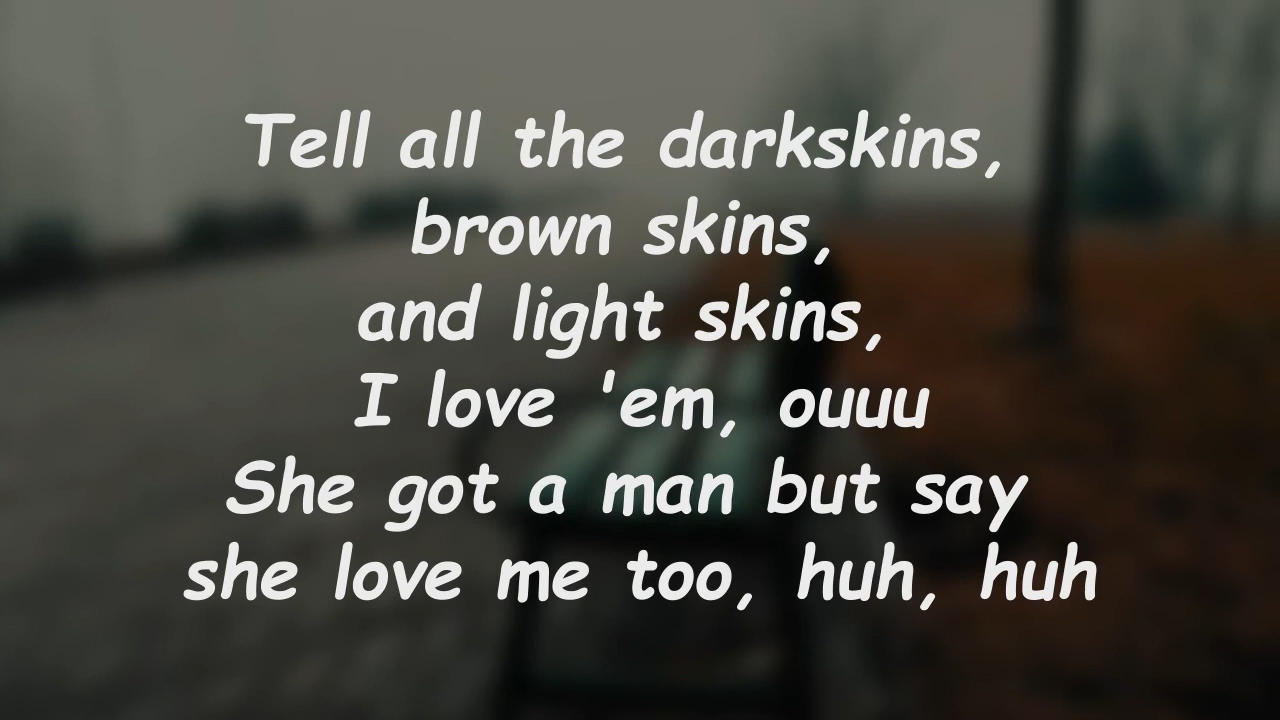 Tell all the darkskins,
brown skins,
and light skins,
I love 'em, ouuu
She got a man but say
she love me too, huh, huh